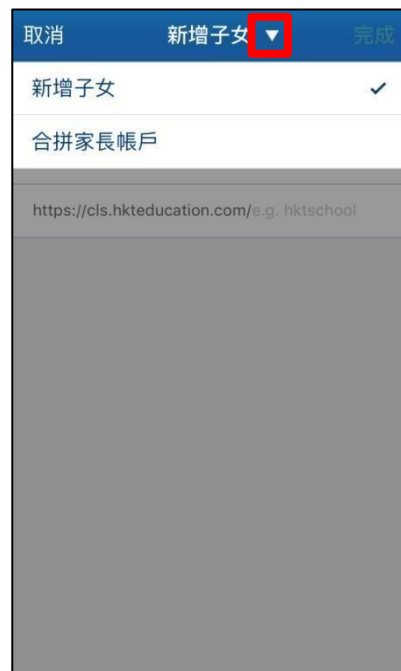 取消 新增子女 ▼ 完成
新增子女 ✓
合拼家長帳戶
https://cls.hkteducation.com/e.g. hktschool